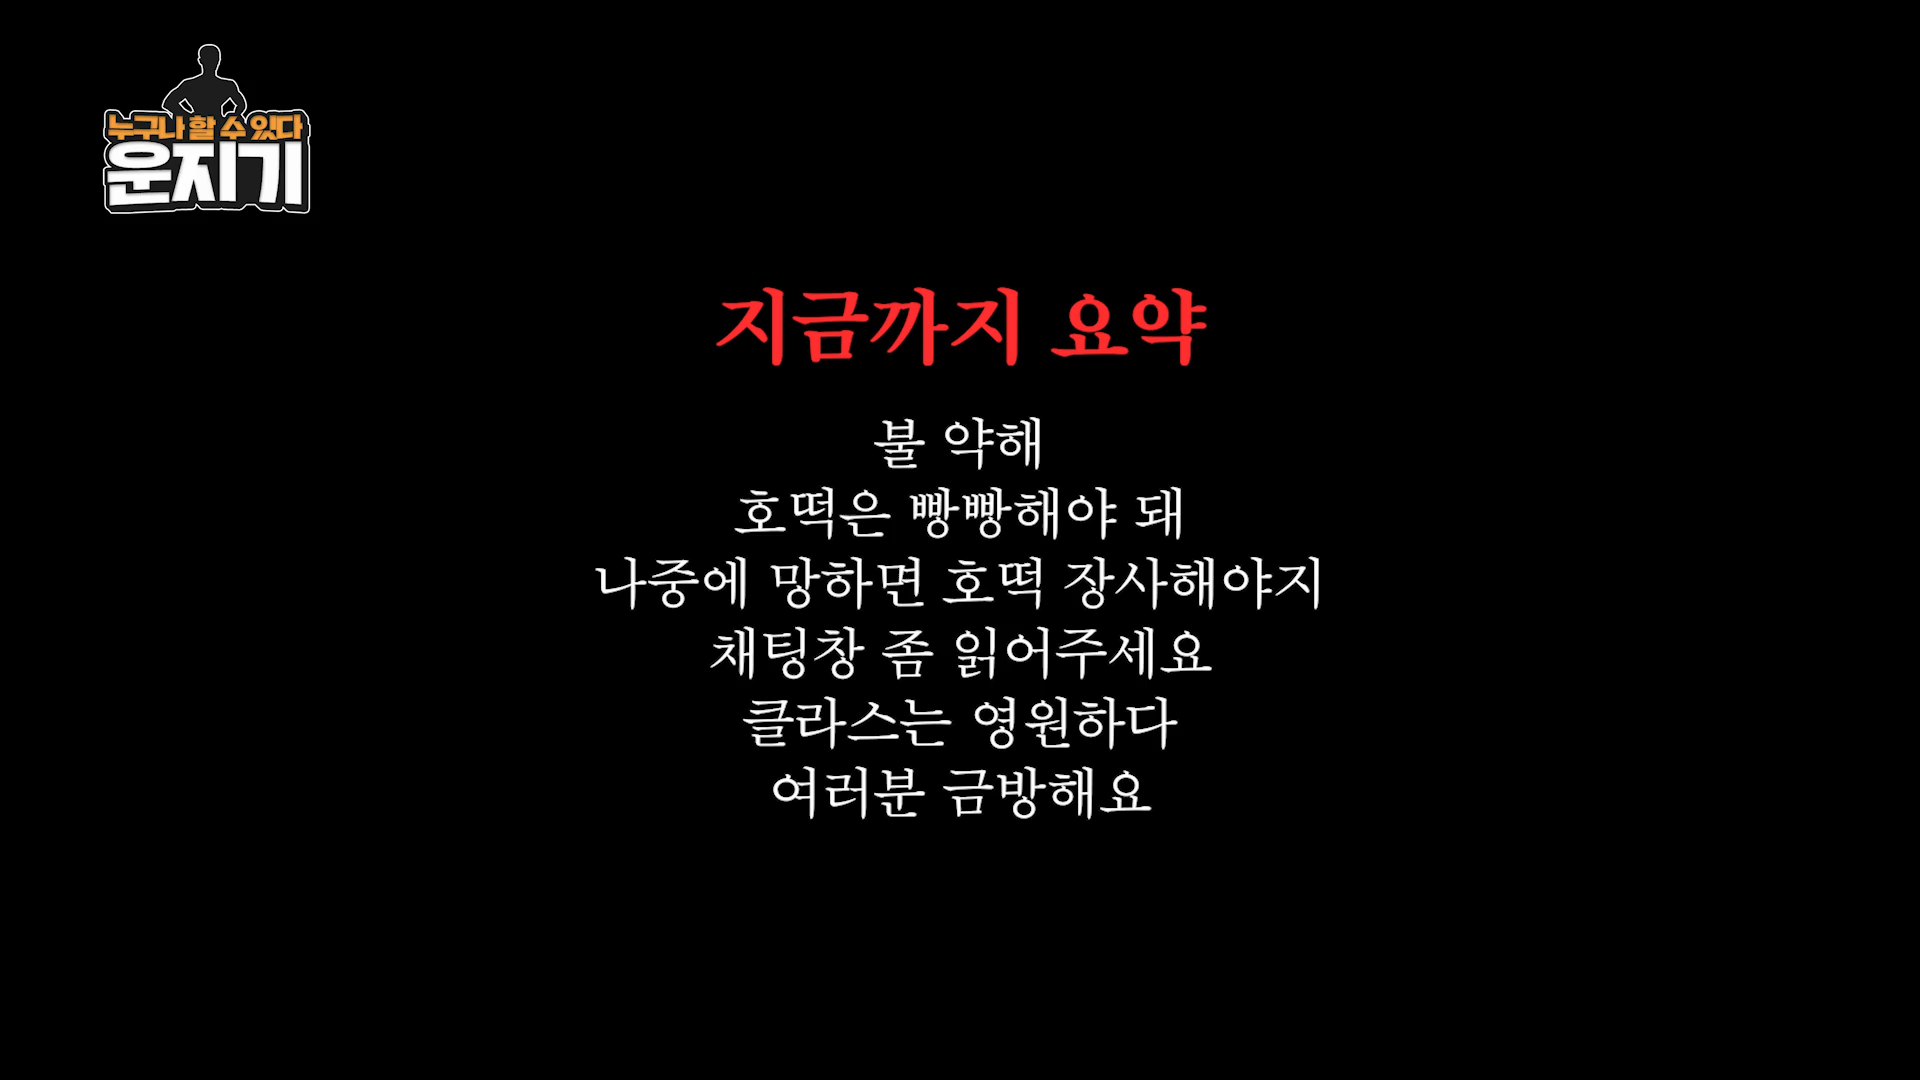 누구나 할 수 있다
운지기
지금까지 요약
불 약해
호떡은 빵빵해야 돼
나중에 망하면 호떡 장사해야지
채팅창 좀 읽어주세요
클라스는 영원하다
여러분 금방해요